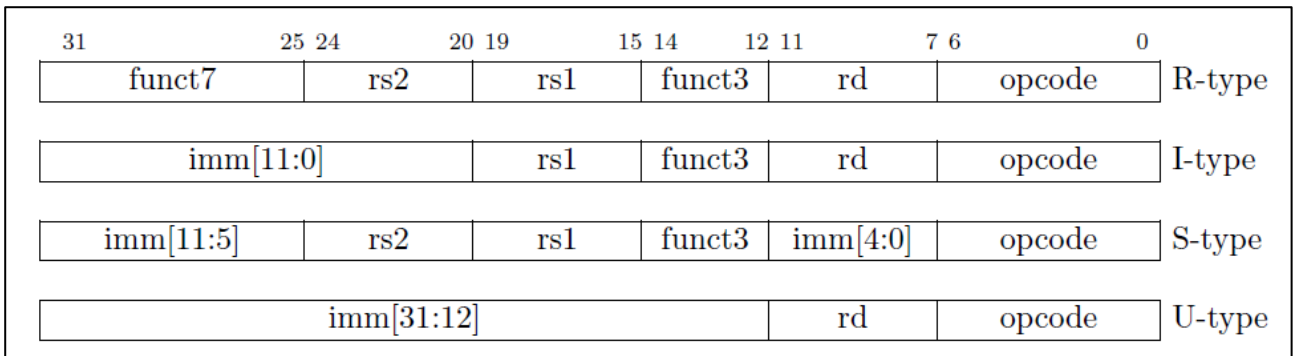 31 25 24 20 19 15 14 12 11 7 6 0
funct7 rs2 rs1 funct3 rd opcode R-type
imm[11:0] rs1 funct3 rd opcode I-type
imm[11:5] rs2 rs1 funct3 imm[4:0] opcode S-type
imm[31:12] rd opcode U-type